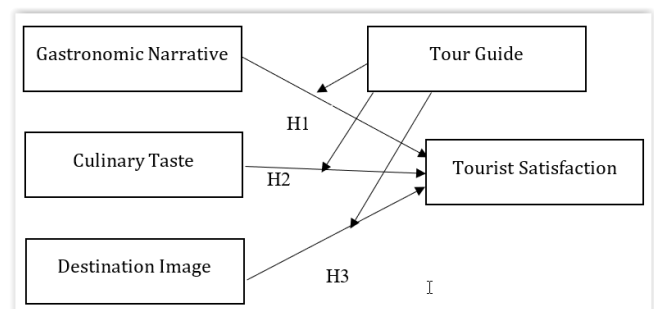 Gastronomic Narrative
Tour Guide
H1
Culinary Taste
H2
Tourist Satisfaction
Destination Image
H3